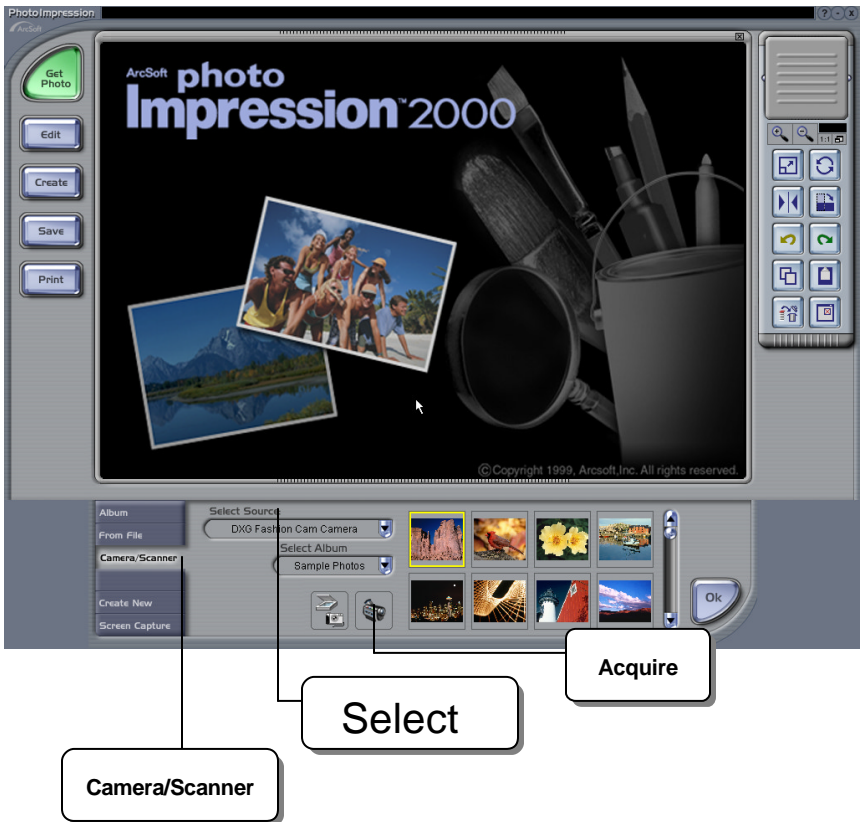 PhotoImpression
ArcSoft
? - x
Get
Photo
Edit
Create
Save
Print
ArcSoft photo
Impression™2000
©Copyright 1999, Arcsoft,Inc. All rights reserved.
1:1
Album
From File
Camera/Scanner
Create New
Screen Capture
Select Source
DXG Fashion Cam Camera
Select Album
Sample Photos
Ok
Acquire
Select
Camera/Scanner